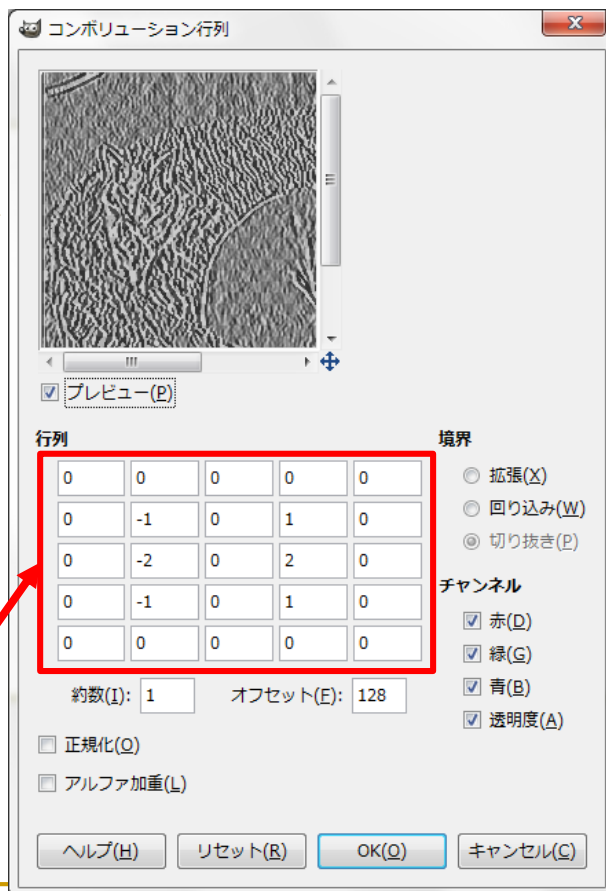 コンボリューション行列
プレビュー(P)
行列
0 0 0 0 0
0 -1 0 1 0
0 -2 0 2 0
0 -1 0 1 0
0 0 0 0 0
約数(I): 1 オフセット(F): 128
正規化(O)
アルファ加重(L)
境界
拡張(X)
回り込み(W)
切り抜き(P)
チャンネル
赤(D)
緑(G)
青(B)
透明度(A)
ヘルプ(H) リセット(R) OK(O) キャンセル(C)